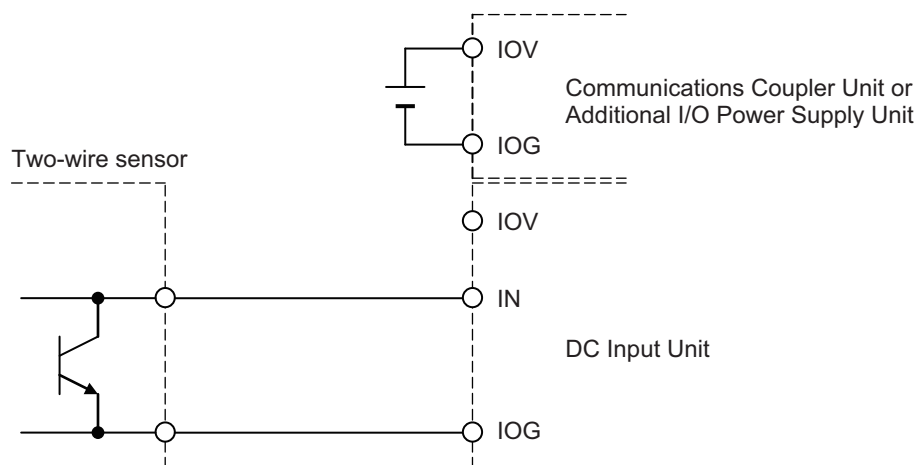 IOV
Communications Coupler Unit or
Additional I/O Power Supply Unit
IOG
Two-wire sensor
IOV
IN
DC Input Unit
IOG